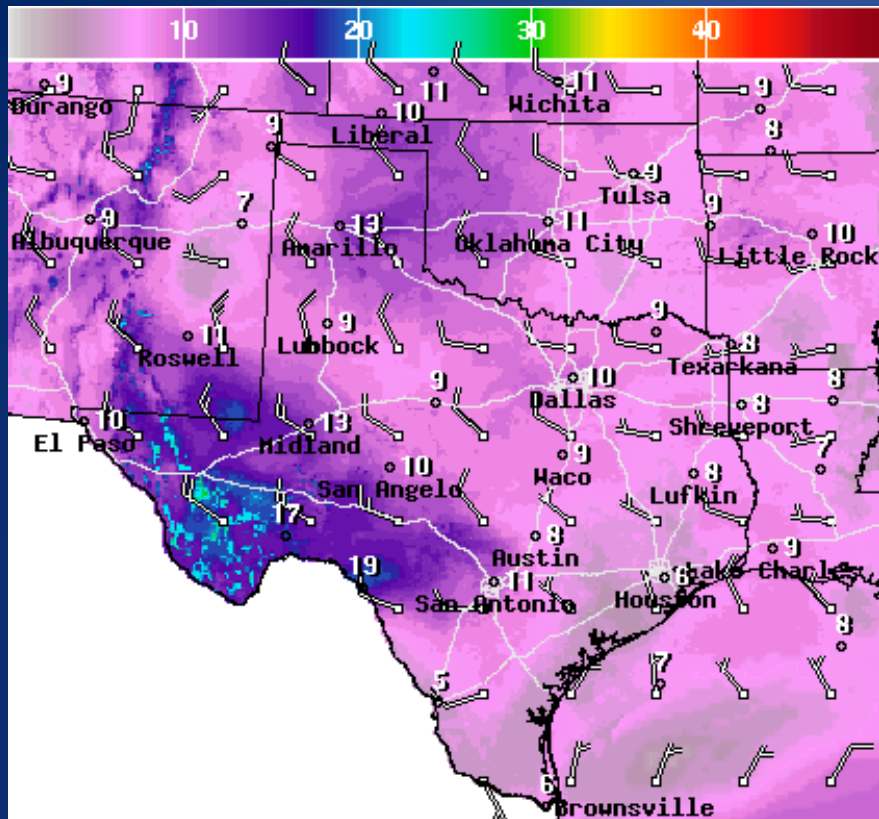 10 20 30 40
9 11 11 9
Durango Wichita
10
Liberal
9 8
9
Tulsa
7
9 13 11 9 10
Albuquerque Amarillo Oklahoma City Little Rock
11 9 9
Roswell Lubbock 8
Texarkana
10
Dallas
9 8 8
10 13
El Paso Midland Shreveport
10 9 8 7
San Angelo Waco Lufkin
17
8 9
Austin
19 11 6 Lake Charles
San Antonio Houston
8
5 7
6
Brownsville